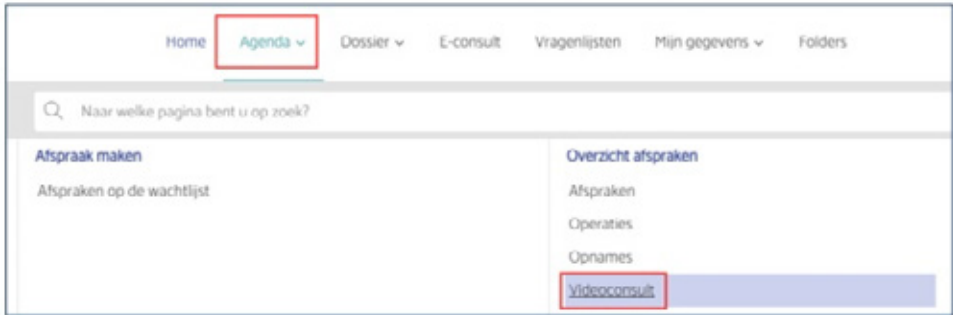 Home Agenda Dossier E-consult Vragenlijsten Mijn gegevens Folders
Naar welke pagina bent u op zoek?
Afspraak maken
Afspraken op de wachtlijst
Overzicht afspraken
Afspraken
Operaties
Opnames
Videoconsult